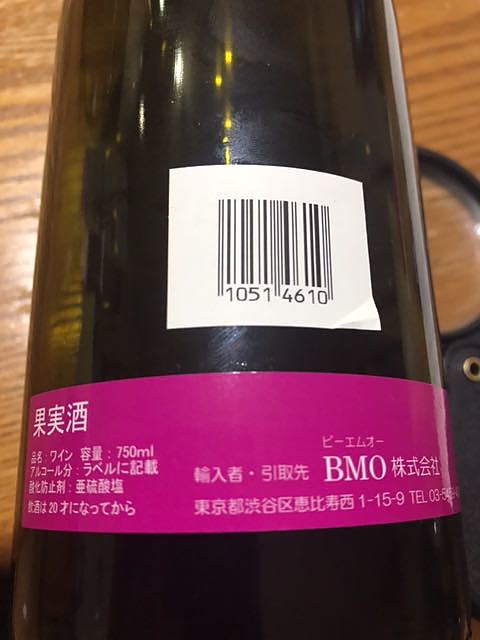 1051 4610
果実酒
品名：ワイン 容量：750ml
アルコール分：ラベルに記載
酸化防止剤：亜硫酸塩
飲酒は20才になってから
ビーエムオー
輸入者・引取先 BMO 株式会社
東京都渋谷区恵比寿西1-15-9 TEL 03-54